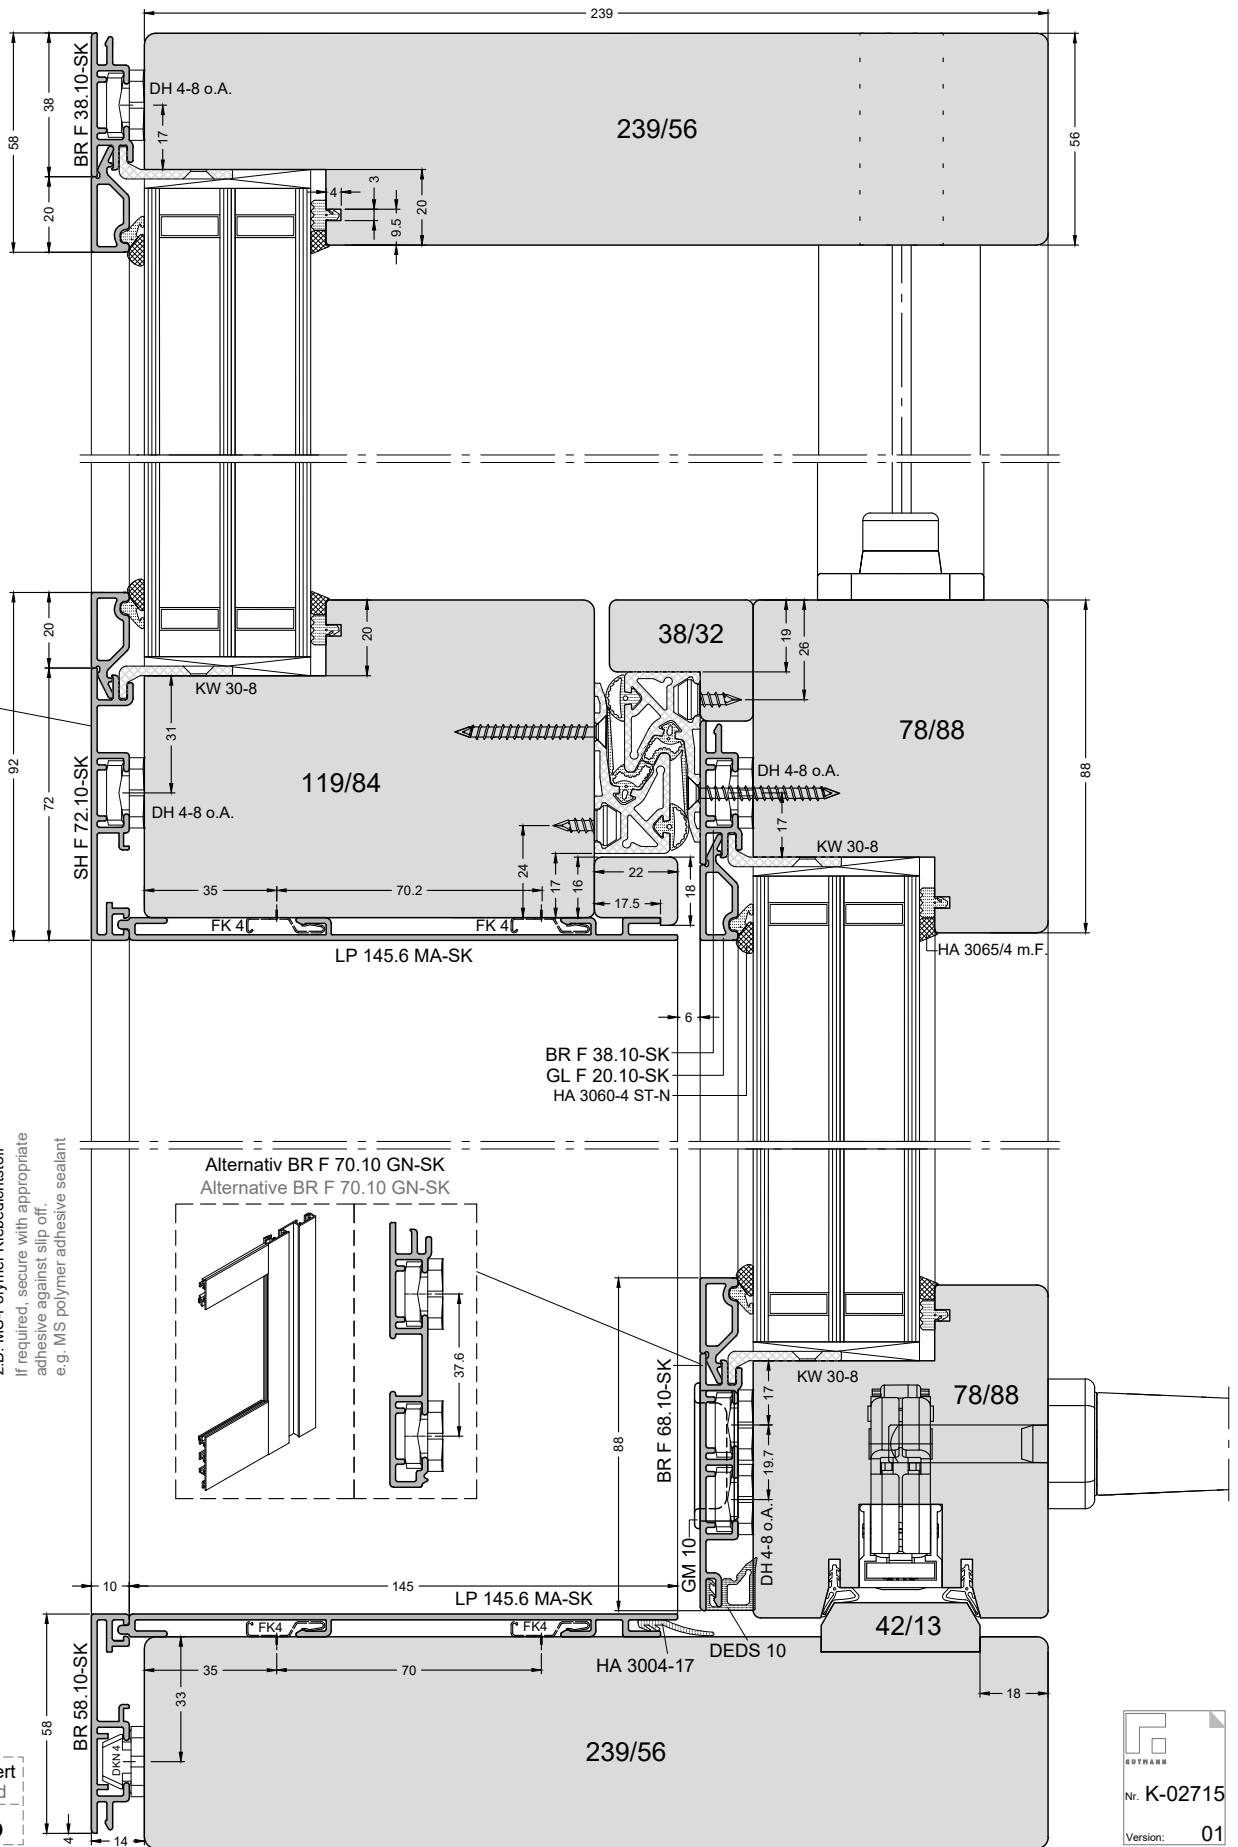 239
58
38
20
BR F 38.10-SK
DH 4-8 o.A.
17
239/56
56
4
3
9.5
20
92
20
72
SH F 72.10-SK
KW 30-8
31
DH 4-8 o.A.
20
119/84
38/32
19
26
78/88
88
DH 4-8 o.A.
17
KW 30-8
35
70.2
24
17
16
22
17.5
18
FK 4
FK 4
LP 145.6 MA-SK
HA 3065/4 m.F.
6
BR F 38.10-SK
GL F 20.10-SK
HA 3060-4 ST-N
If required, secure with appropriate
adhesive against slip off.
e.g. MS polymer adhesive sealant
Alternativ BR F 70.10 GN-SK
Alternative BR F 70.10 GN-SK
37.6
88
BR F 68.10-SK
KW 30-8
17
78/88
19.7
DH 4-8 o.A.
GM 10
10
145
LP 145.6 MA-SK
FK4
FK4
42/13
DEDS 10
HA 3004-17
58
BR 58.10-SK
35
70
33
18
DKN 4
239/56
4
14
GUTMANN
Nr. K-02715
Version: 01